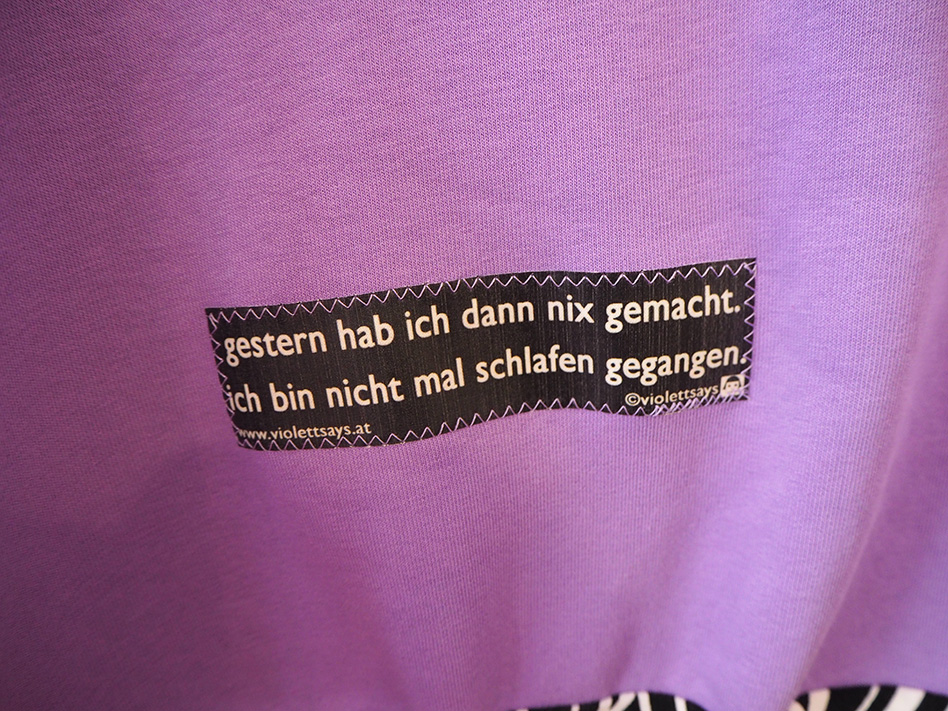 gestern hab ich dann nix gemacht.
ich bin nicht mal schlafen gegangen.
©violettsays
www.violettsays.at